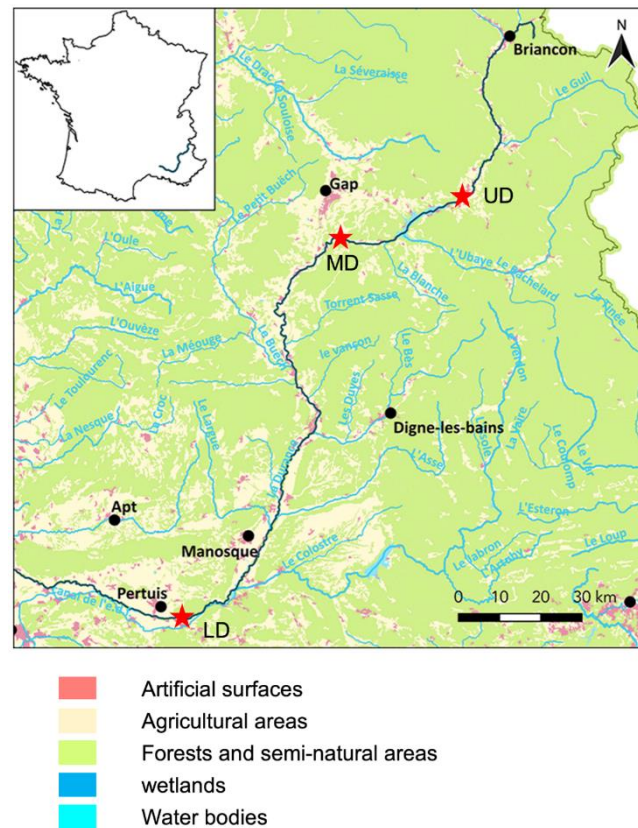 N
Briancon
La Séveraisse
Le Guil
Gap
Le Petit Buëch
UD
MD
L'Oule
L'Ubaye
Le Bachelard
La Blanche
L'Aigue
Torrent Sasse
La Tinée
L'Ouvèze
La Méouge
Le Buëch
le vançon
Le Bès
Le Verdon
Le Toulourenc
Les Duyes
La Croc
La Nesque
Le Largue
Digne-les-bains
L'Issole
La Vaïre
Le Coulomp
Le Var
La Durance
L'Asse
Apt
L'Esteron
Manosque
Le Colostre
Le Jabron
L'Artuby
Le Loup
Pertuis
LD
0 10 20 30 km
Artificial surfaces
Agricultural areas
Forests and semi-natural areas
wetlands
Water bodies